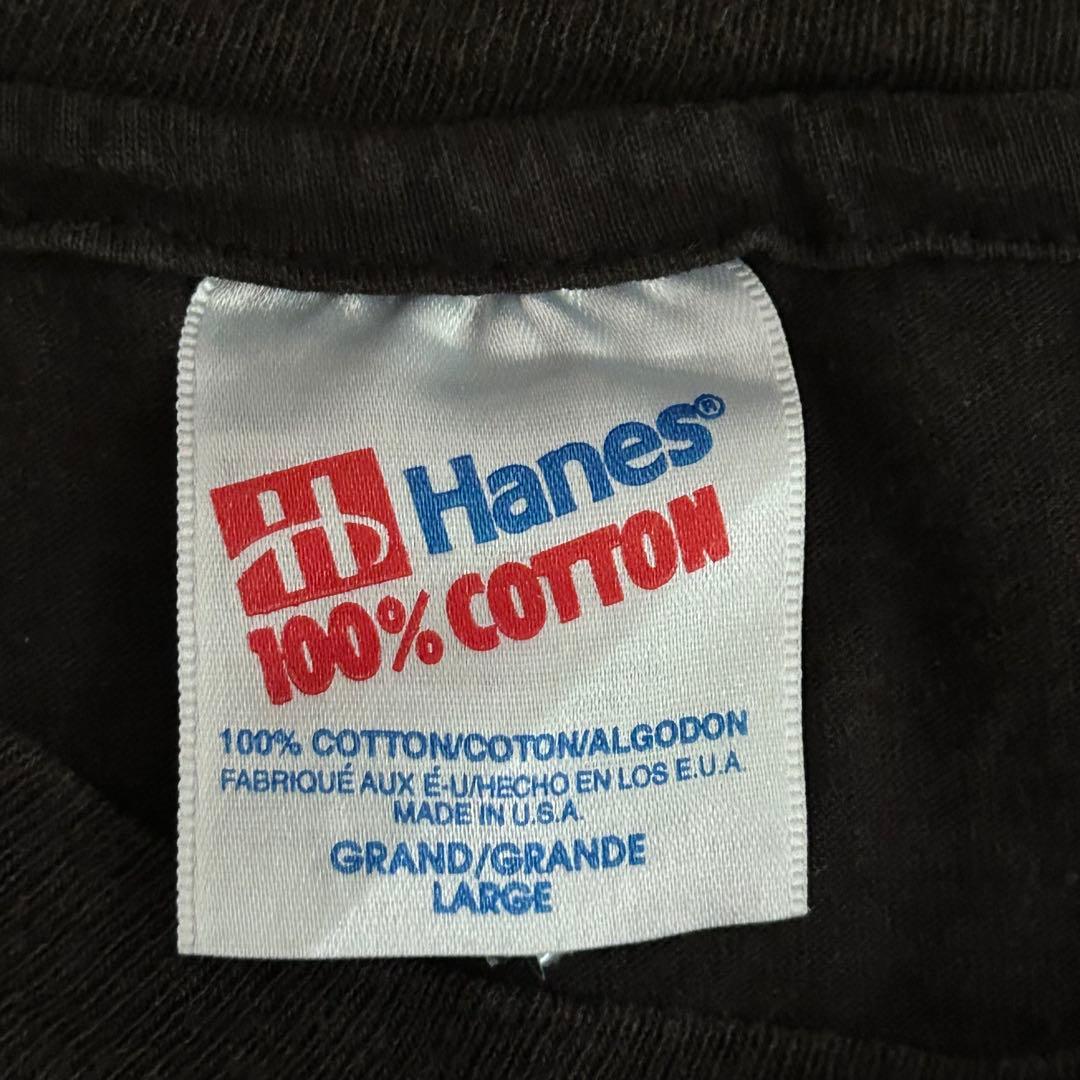 Hanes®
100% COTTON
100% COTTON/COTON/ALGODON
FABRIQUÉ AUX É-U/HECHO EN LOS E.U.A.
MADE IN U.S.A.
GRAND/GRANDE
LARGE